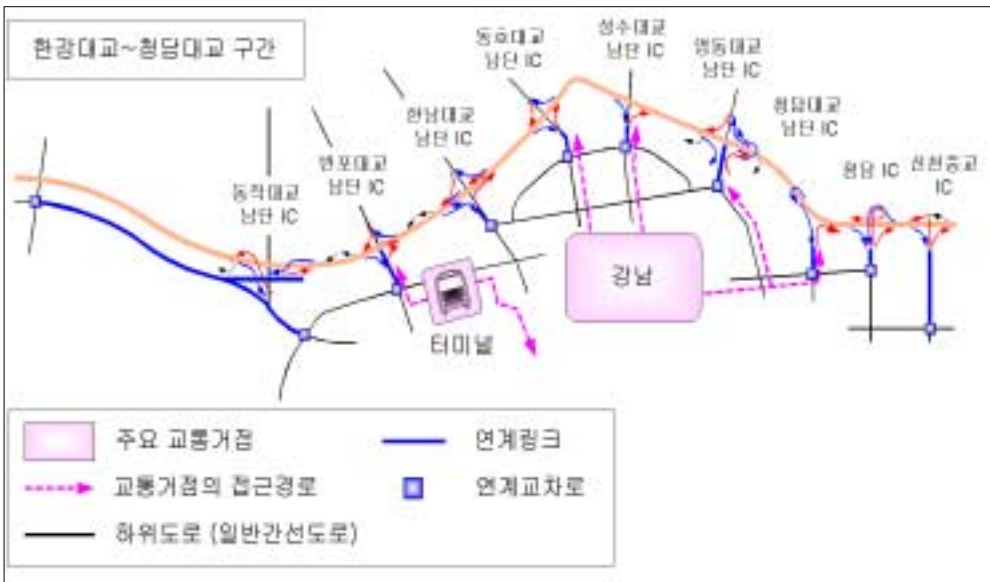 한강대교~청담대교 구간
동작대교
남단 IC
반포대교
남단 IC
한남대교
남단 IC
동호대교
남단 IC
성수대교
남단 IC
영동대교
남단 IC
청담대교
남단 IC
청담 IC
신천중교
IC
강남
터미널
주요 교통거점
연계링크
교통거점의 접근경로
연계교차로
하위도로 (일반간선도로)